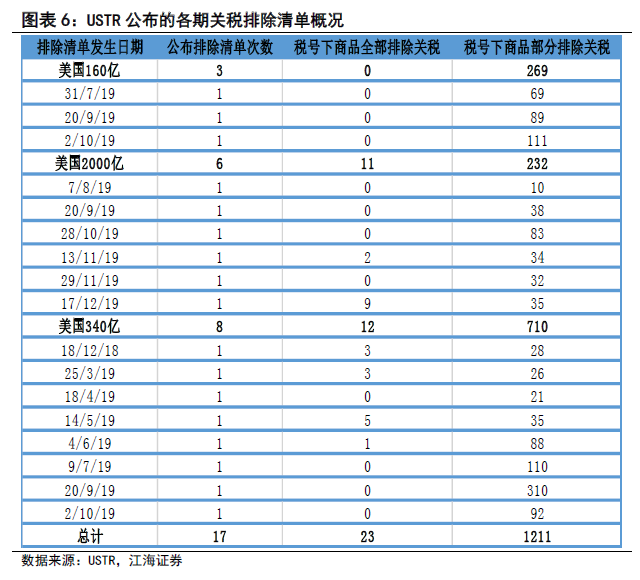 图表 6：USTR 公布的各期关税排除清单概况
排除清单发生日期 公布排除清单次数 税号下商品全部排除关税 税号下商品部分排除关税
美国160亿 3 0 269
31/7/19 1 0 69
20/9/19 1 0 89
2/10/19 1 0 111
美国2000亿 6 11 232
7/8/19 1 0 10
20/9/19 1 0 38
28/10/19 1 0 83
13/11/19 1 2 34
29/11/19 1 0 32
17/12/19 1 9 35
美国340亿 8 12 710
18/12/18 1 3 28
25/3/19 1 3 26
18/4/19 1 0 21
14/5/19 1 5 35
4/6/19 1 1 88
9/7/19 1 0 110
20/9/19 1 0 310
2/10/19 1 0 92
总计 17 23 1211
数据来源：USTR，江海证券